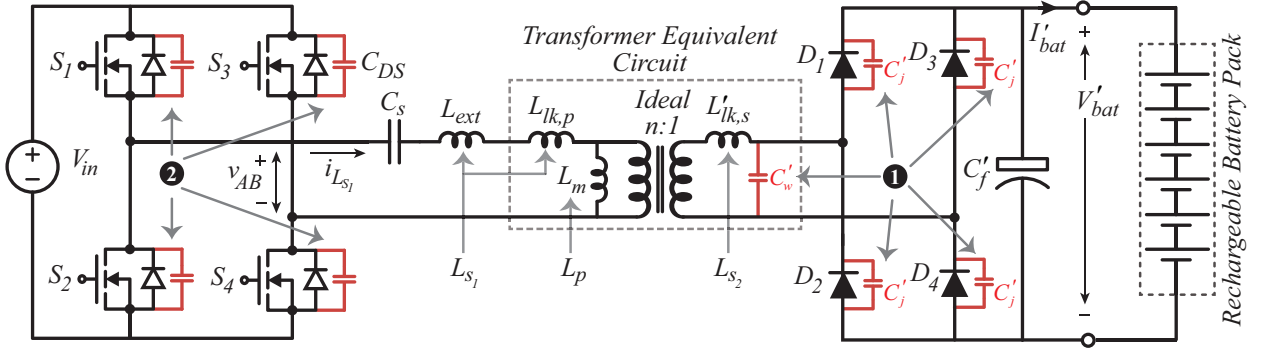 Transformer Equivalent
Circuit
S1
S3
CDS
Cs
Lext
Llk,p
Ideal
n:1
L'lk,s
D1
C'j
D3
C'j
I'bat
+
V'bat
−
Rechargeable Battery Pack
+
−
Vin
2
vAB
+
−
iLs1
Lm
C'w
1
C'f
S2
S4
Ls1
Lp
Ls2
D2
C'j
D4
C'j